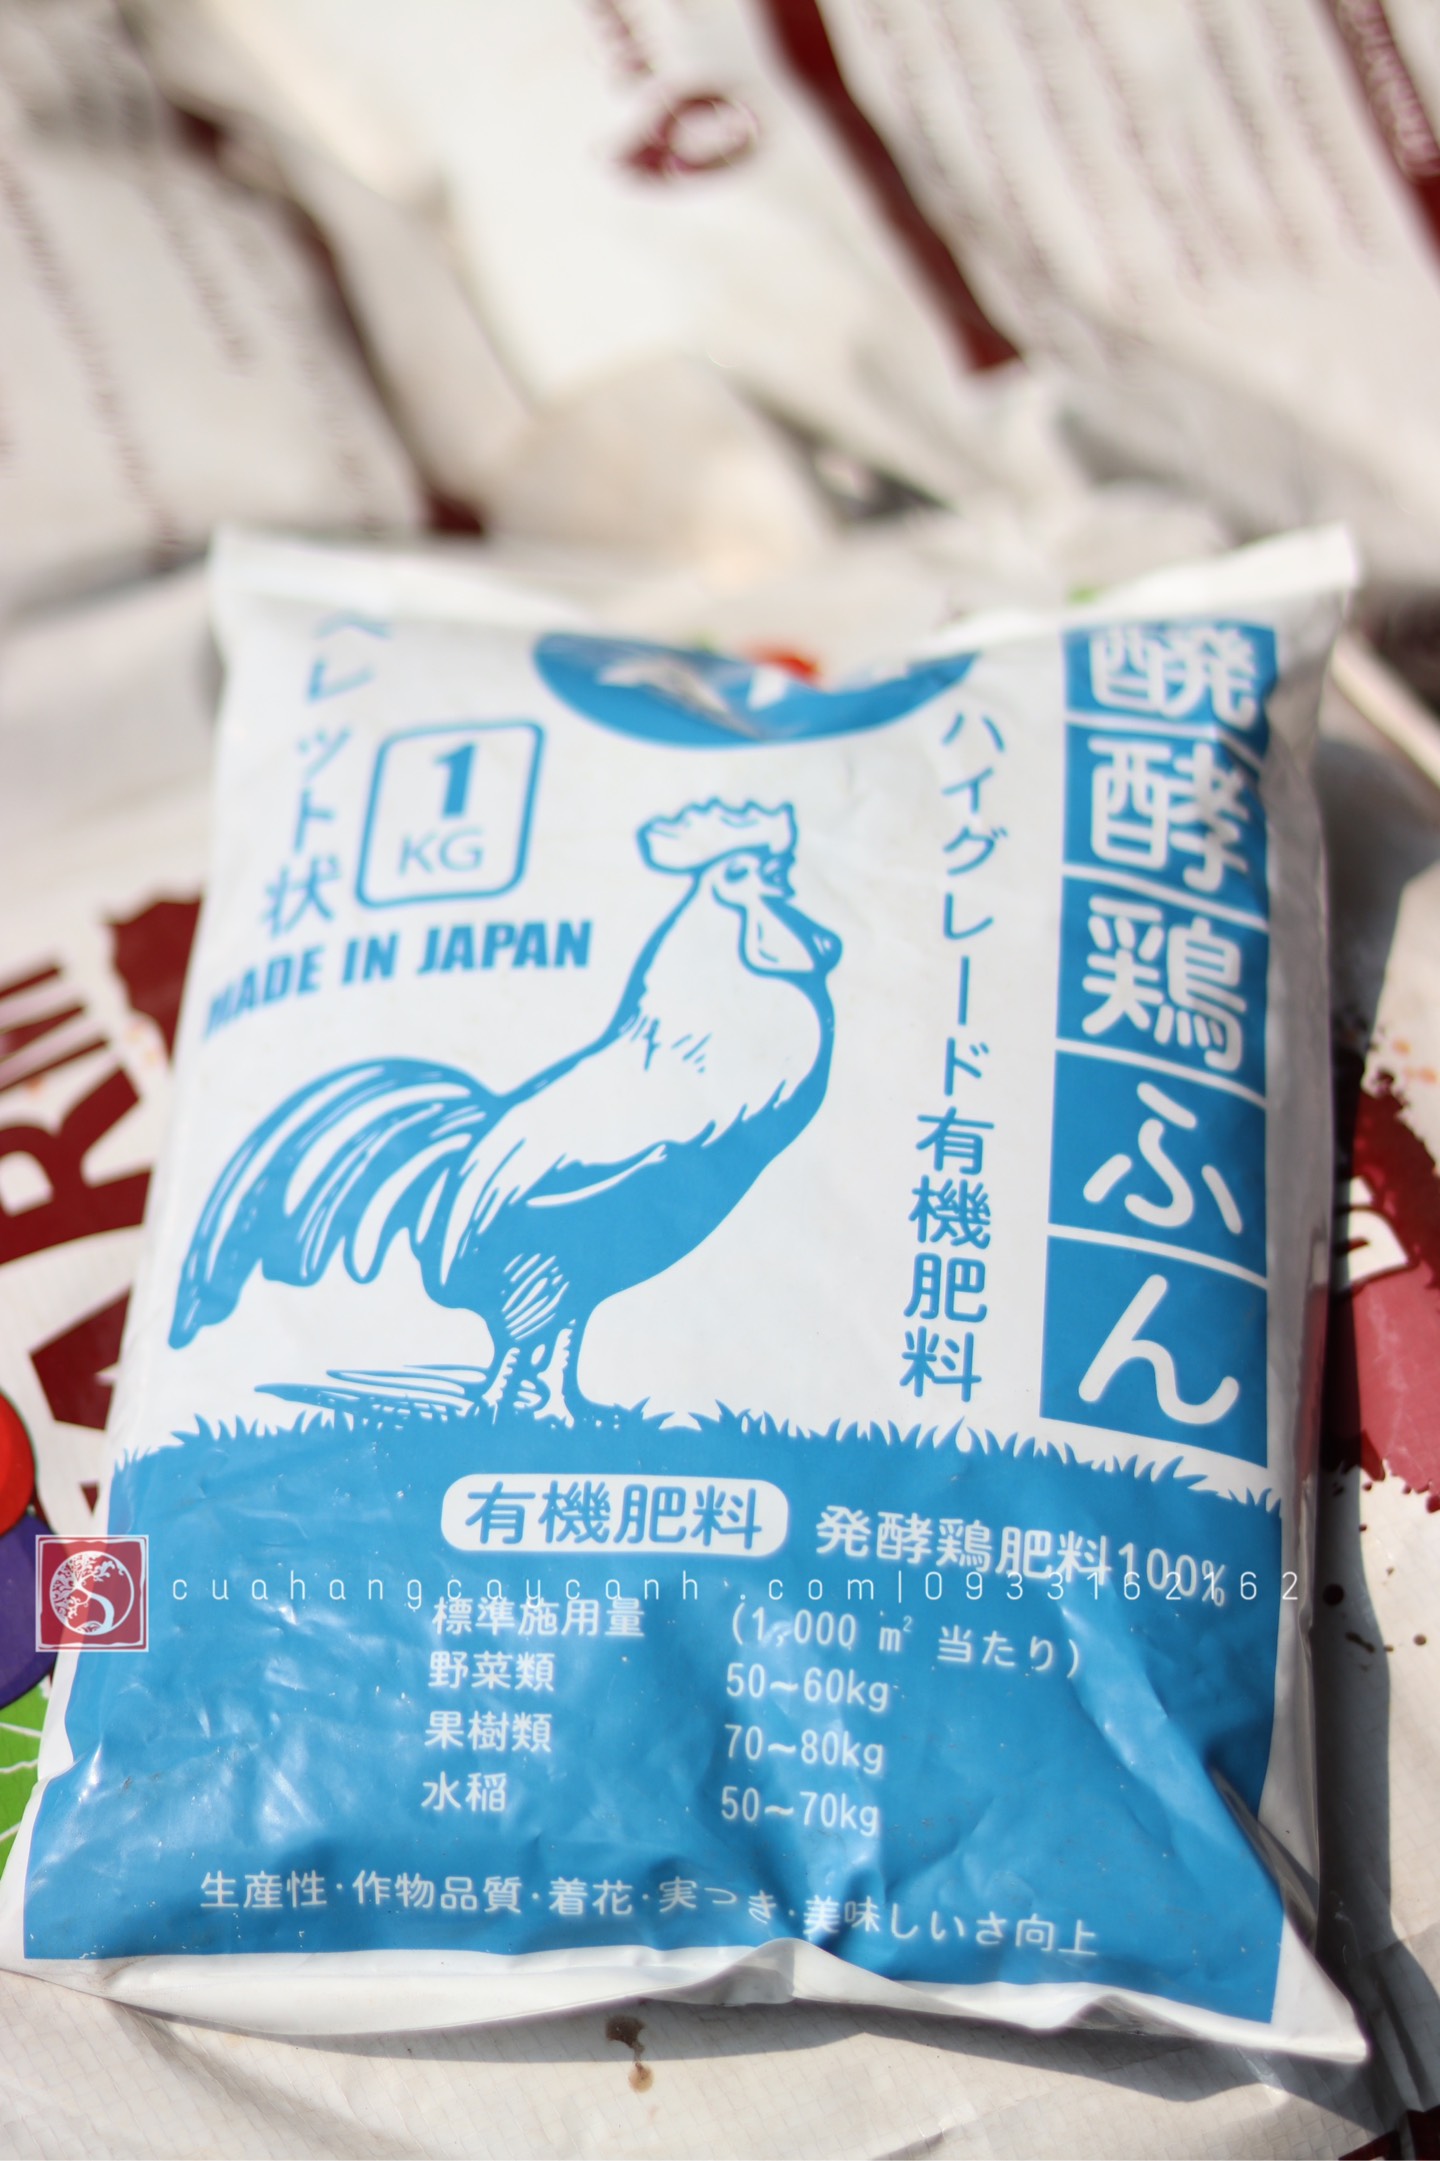 醗酵鶏ふん
ハイグレード有機肥料
ペレット状
1
KG
MADE IN JAPAN
有機肥料 発酵鶏肥料100%
cuahangcaycanh.com|0933162162
標準施用量 (1,000 ㎡ 当たり)
野菜類 50~60kg
果樹類 70~80kg
水稲 50~70kg
生産性·作物品質·着花·実つき·美味しいさ向上